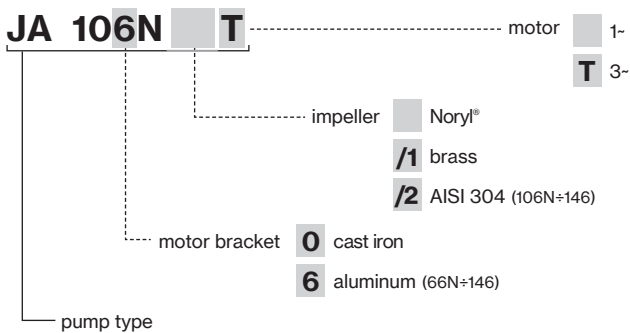 JA 106N T motor 1~
T 3~
impeller Noryl®
/1 brass
/2 AISI 304 (106N÷146)
motor bracket 0 cast iron
6 aluminum (66N÷146)
pump type